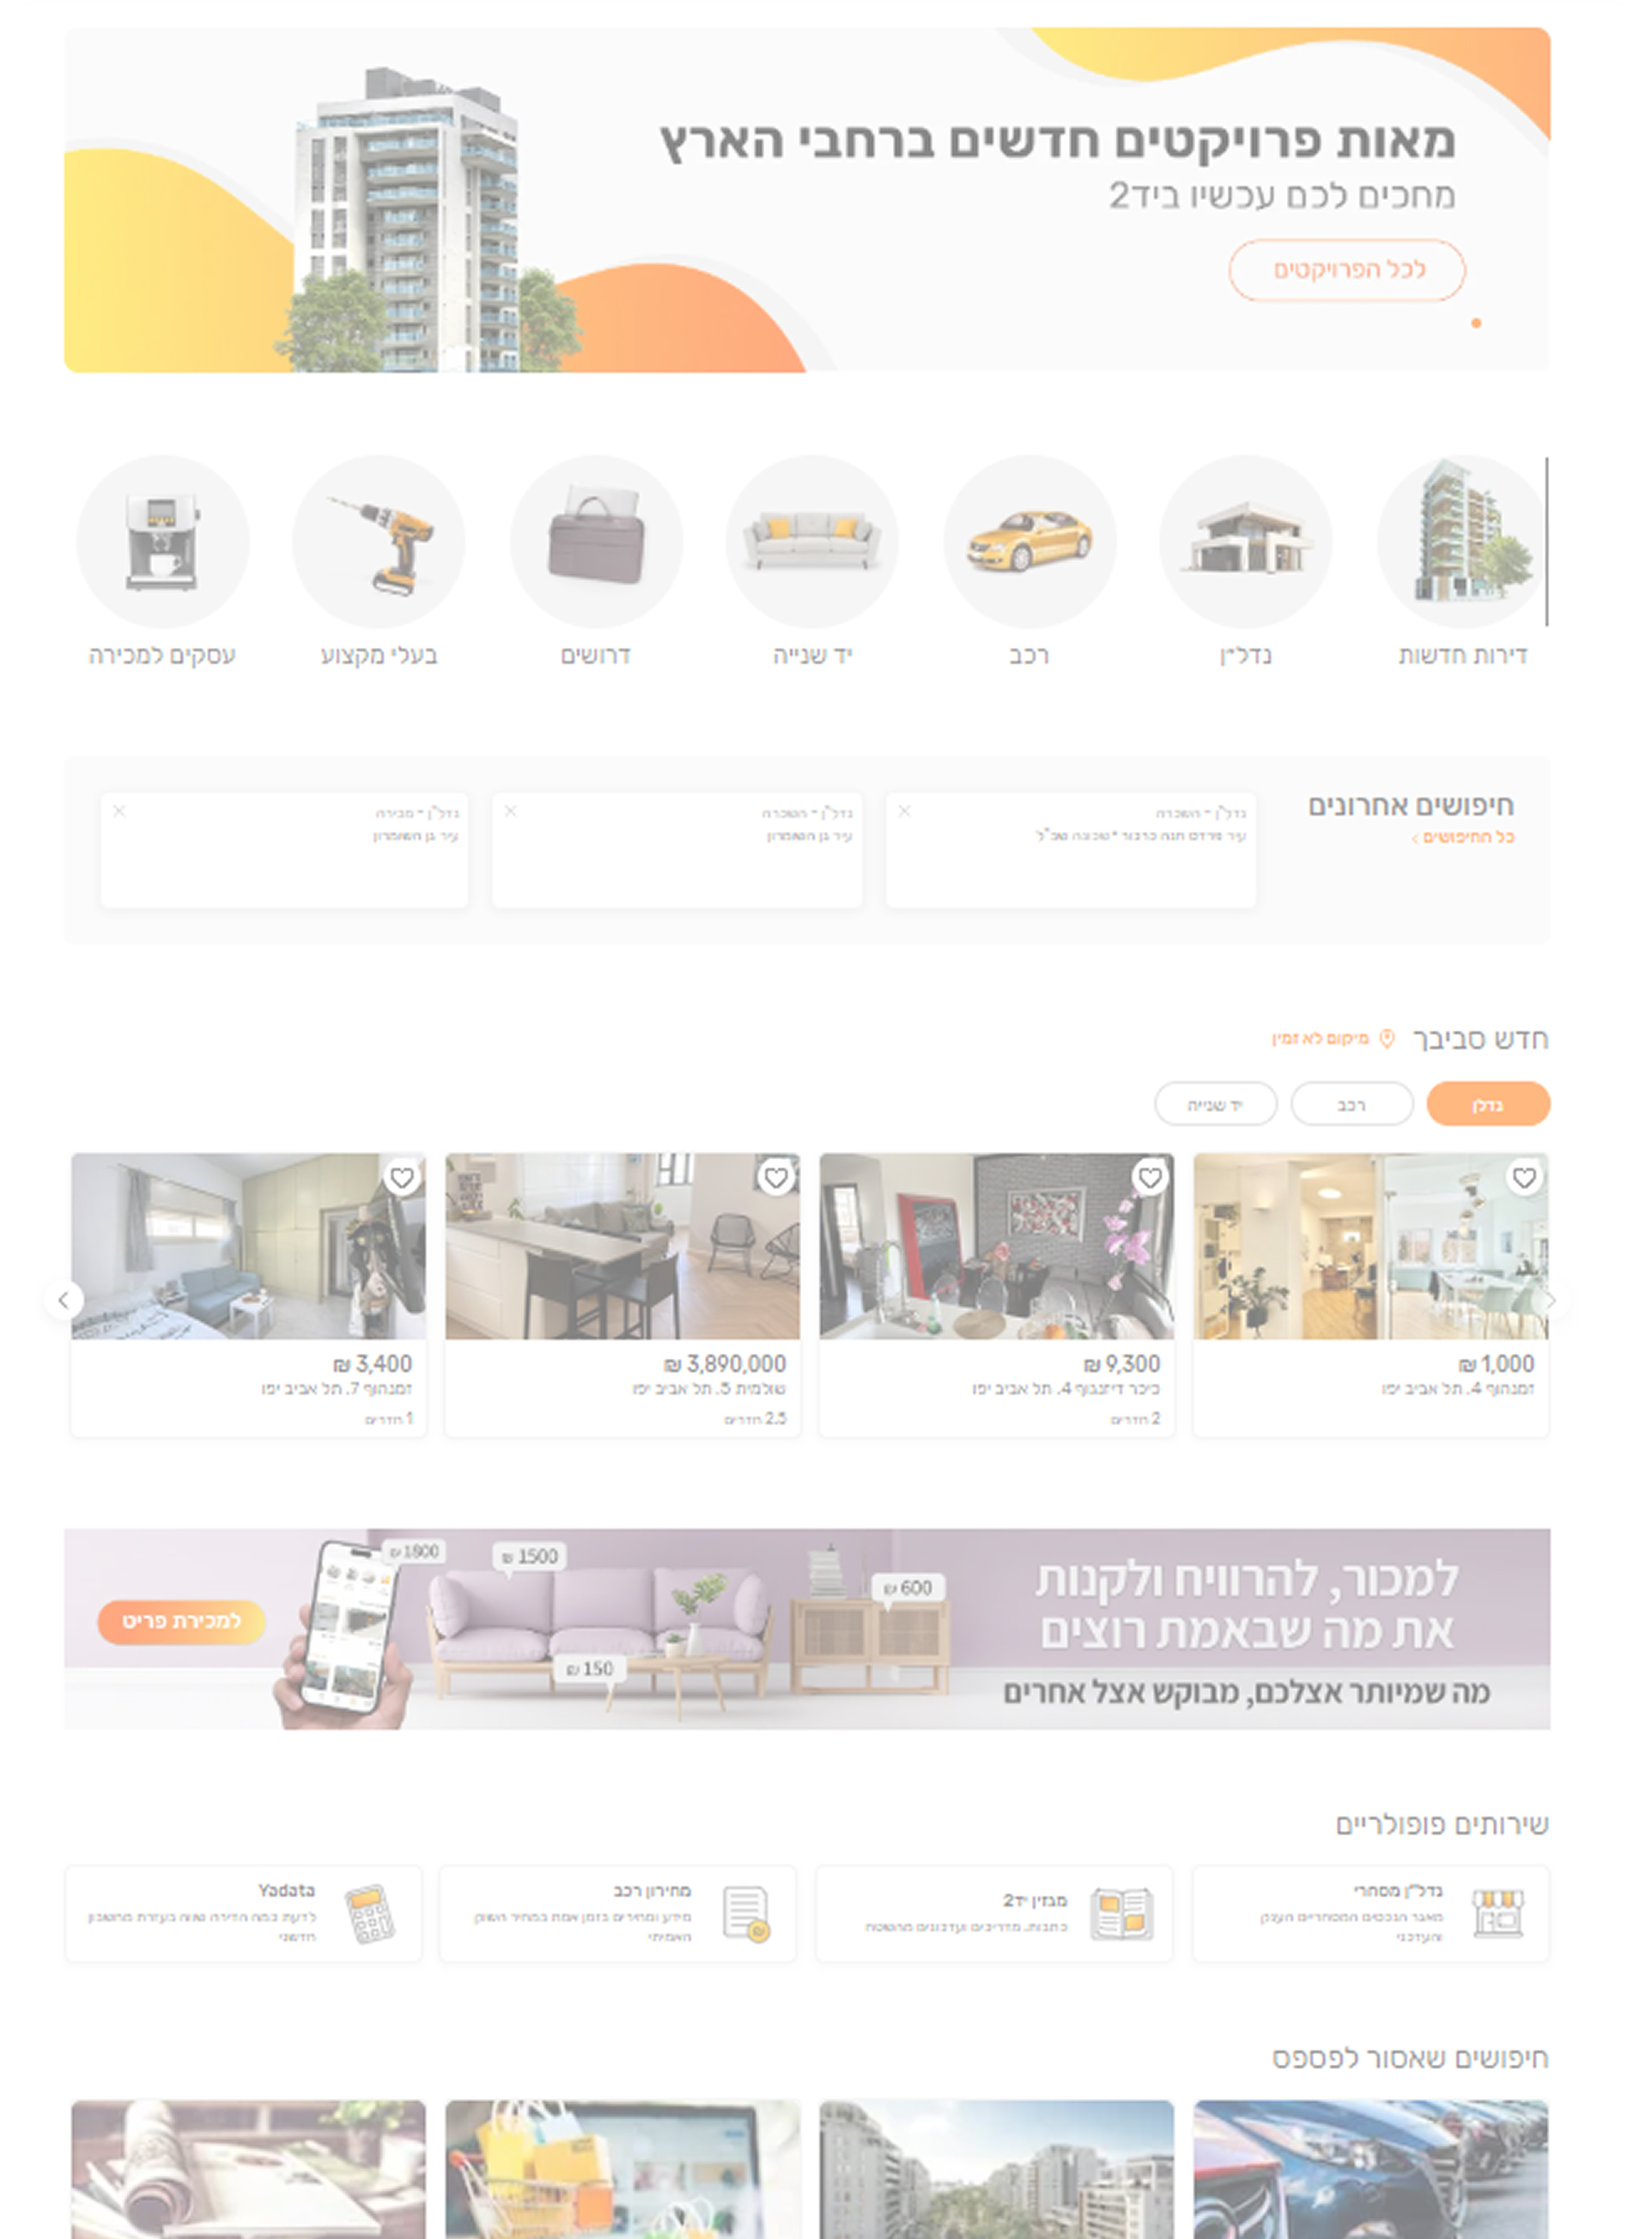 מאות פרויקטים חדשים ברחבי הארץ
מחכים לכם עכשיו ביד2
לכל הפרויקטים
דירות חדשות
נדל״ן
רכב
יד שנייה
דרושים
בעלי מקצוע
עסקים למכירה
חיפושים אחרונים
כל החיפושים
נדל"ן - השכרה
עיר פרדס חנה כרכור • שכונה שב"ל
נדל"ן - השכרה
עיר גן השומרון
נדל"ן - מכירה
עיר גן השומרון
חדש סביבך
מיקום לא זמין
נדלן
רכב
יד שנייה
1,000 ₪
זמנהוף 4, תל אביב יפו
9,300 ₪
כיכר דיזנגוף 4, תל אביב יפו
2 חדרים
3,890,000 ₪
שולמית 5, תל אביב יפו
2.5 חדרים
3,400 ₪
זמנהוף 7, תל אביב יפו
1 חדרים
למכור, להרוויח ולקנות
את מה שבאמת רוצים
מה שמיותר אצלכם, מבוקש אצל אחרים
600 ₪
1500 ₪
150 ₪
1800 ₪
למכירת פריט
שירותים פופולריים
נדל"ן מסחרי
מאגר הנכסים המסחריים הענק
והעדכני
מגזין יד2
כתבות, מדריכים ועדכונים מהשטח
מחירון רכב
מידע ומחירים בזמן אמת במחיר השוק
האמיתי
Yadata
לדעת כמה הדירה שווה בעזרת מחשבון
חדשני
חיפושים שאסור לפספס